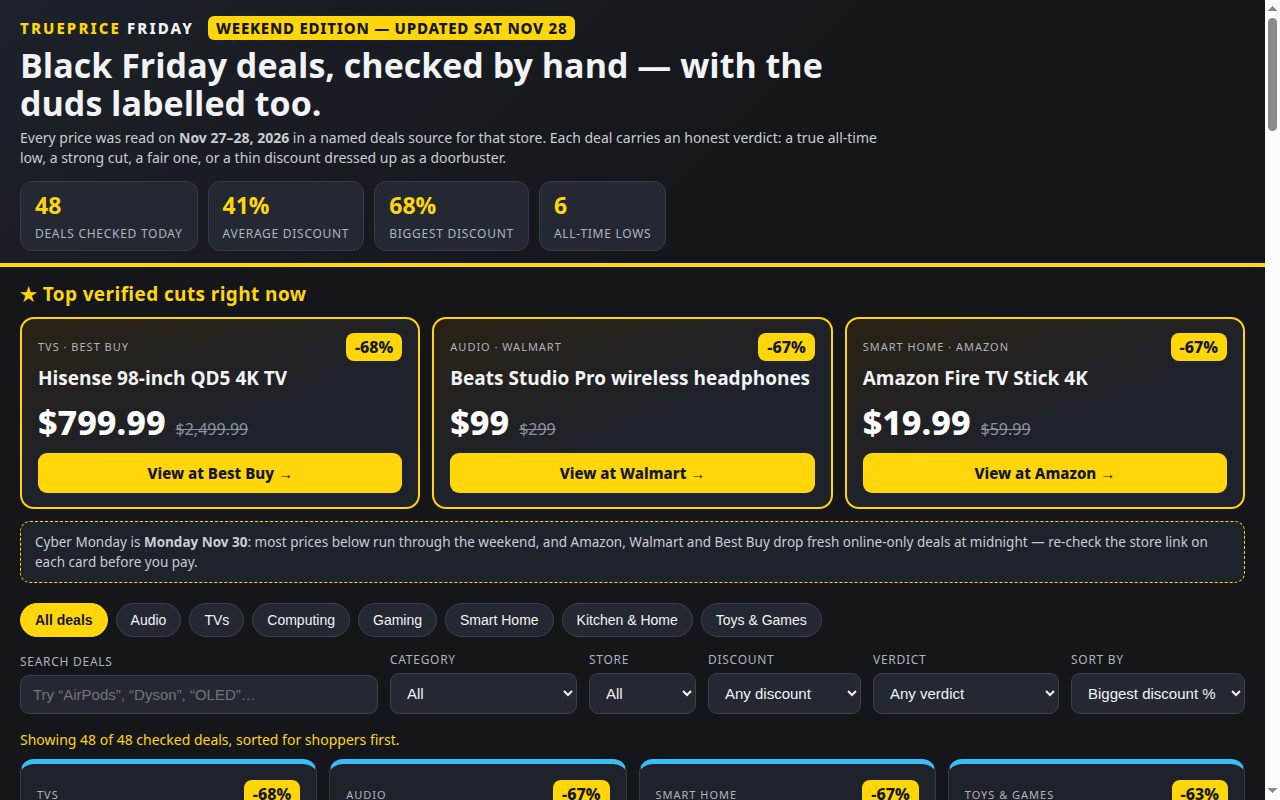 TRUEPRICE FRIDAY WEEKEND EDITION — UPDATED SAT NOV 28
Black Friday deals, checked by hand — with the
duds labelled too.
Every price was read on Nov 27–28, 2026 in a named deals source for that store. Each deal carries an honest verdict: a true all-time
low, a strong cut, a fair one, or a thin discount dressed up as a doorbuster.
48
DEALS CHECKED TODAY
41%
AVERAGE DISCOUNT
68%
BIGGEST DISCOUNT
6
ALL-TIME LOWS
★ Top verified cuts right now
TVS · BEST BUY
-68%
Hisense 98-inch QD5 4K TV
$799.99 $2,499.99
View at Best Buy →
AUDIO · WALMART
-67%
Beats Studio Pro wireless headphones
$99 $299
View at Walmart →
SMART HOME · AMAZON
-67%
Amazon Fire TV Stick 4K
$19.99 $59.99
View at Amazon →
Cyber Monday is Monday Nov 30: most prices below run through the weekend, and Amazon, Walmart and Best Buy drop fresh online-only deals at midnight — re-check the store link on
each card before you pay.
All deals Audio TVs Computing Gaming Smart Home Kitchen & Home Toys & Games
SEARCH DEALS
Try “AirPods”, “Dyson”, “OLED”…
CATEGORY
All
STORE
All
DISCOUNT
Any discount
VERDICT
Any verdict
SORT BY
Biggest discount %
Showing 48 of 48 checked deals, sorted for shoppers first.
TVS -68%
AUDIO -67%
SMART HOME -67%
TOYS & GAMES -63%